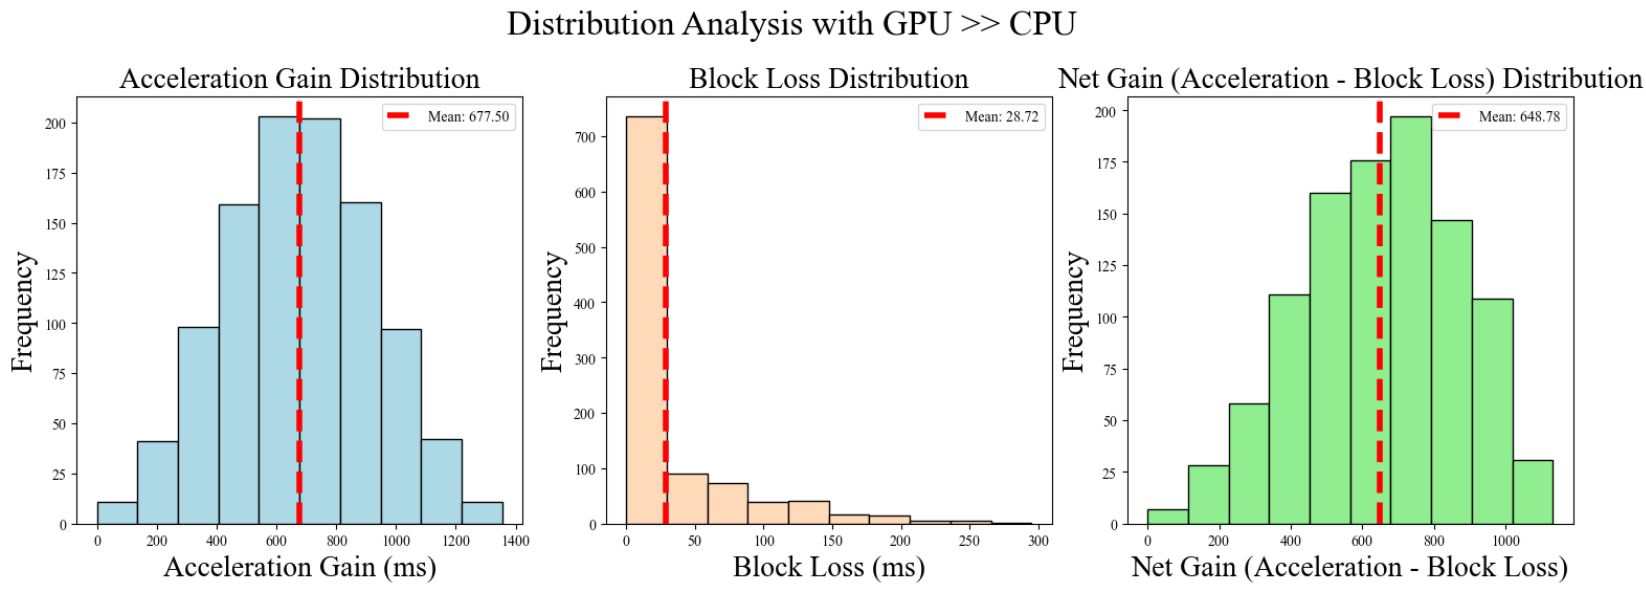 Distribution Analysis with GPU >> CPU
Acceleration Gain Distribution
Mean: 677.50
200
175
150
125
100
75
50
25
0
Frequency
0 200 400 600 800 1000 1200 1400
Acceleration Gain (ms)
Block Loss Distribution
Mean: 28.72
700
600
500
400
300
200
100
0
Frequency
0 50 100 150 200 250 300
Block Loss (ms)
Net Gain (Acceleration - Block Loss) Distribution
Mean: 648.78
200
175
150
125
100
75
50
25
0
Frequency
0 200 400 600 800 1000
Net Gain (Acceleration - Block Loss)